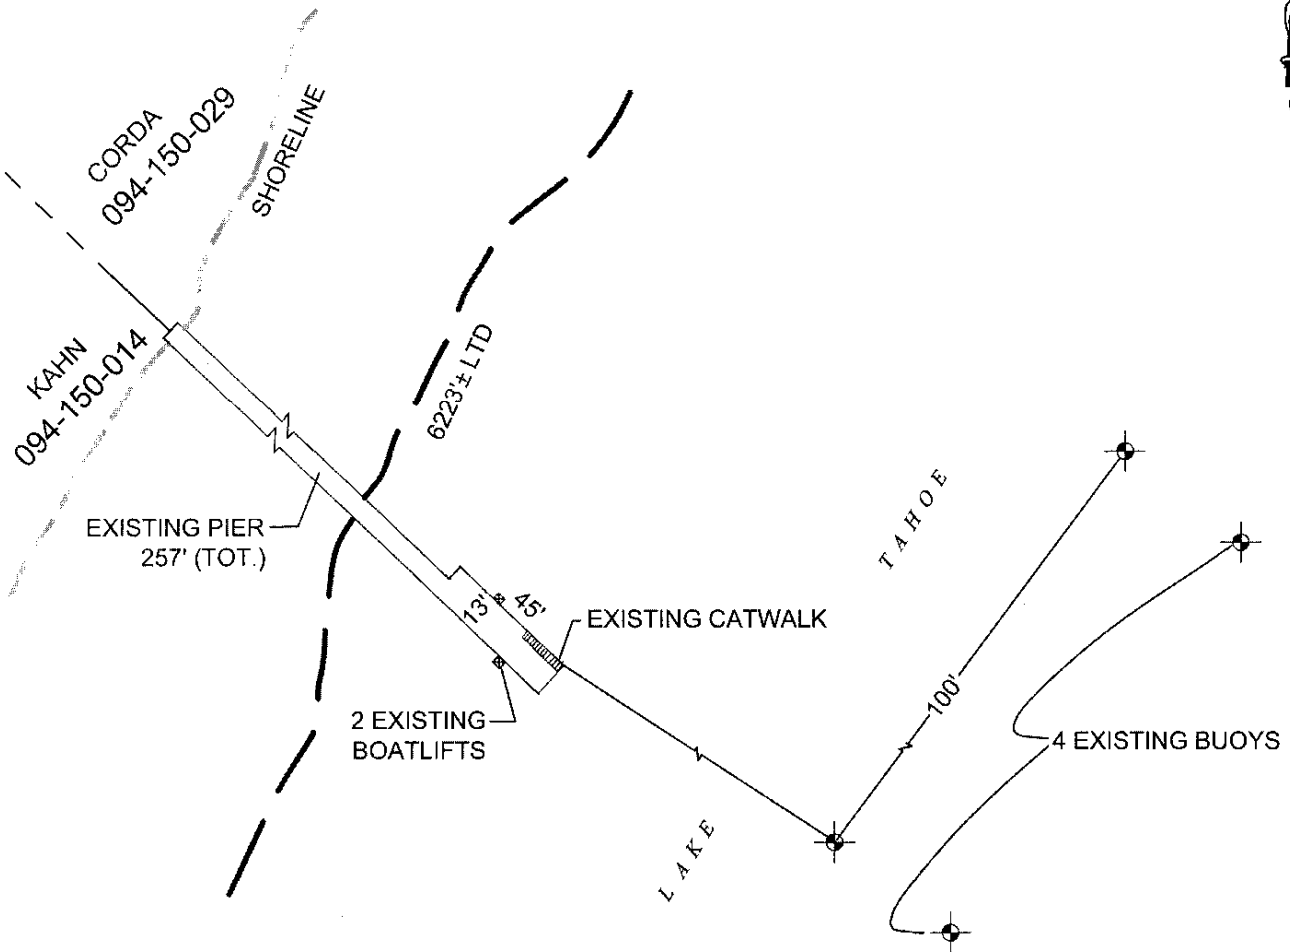 CORDA
094-150-029
SHORELINE
KAHN
094-150-014
6223'± LTD
EXISTING PIER
257' (TOT.)
13'
45'
EXISTING CATWALK
2 EXISTING
BOATLIFTS
100'
4 EXISTING BUOYS
LAKE
TAHOE